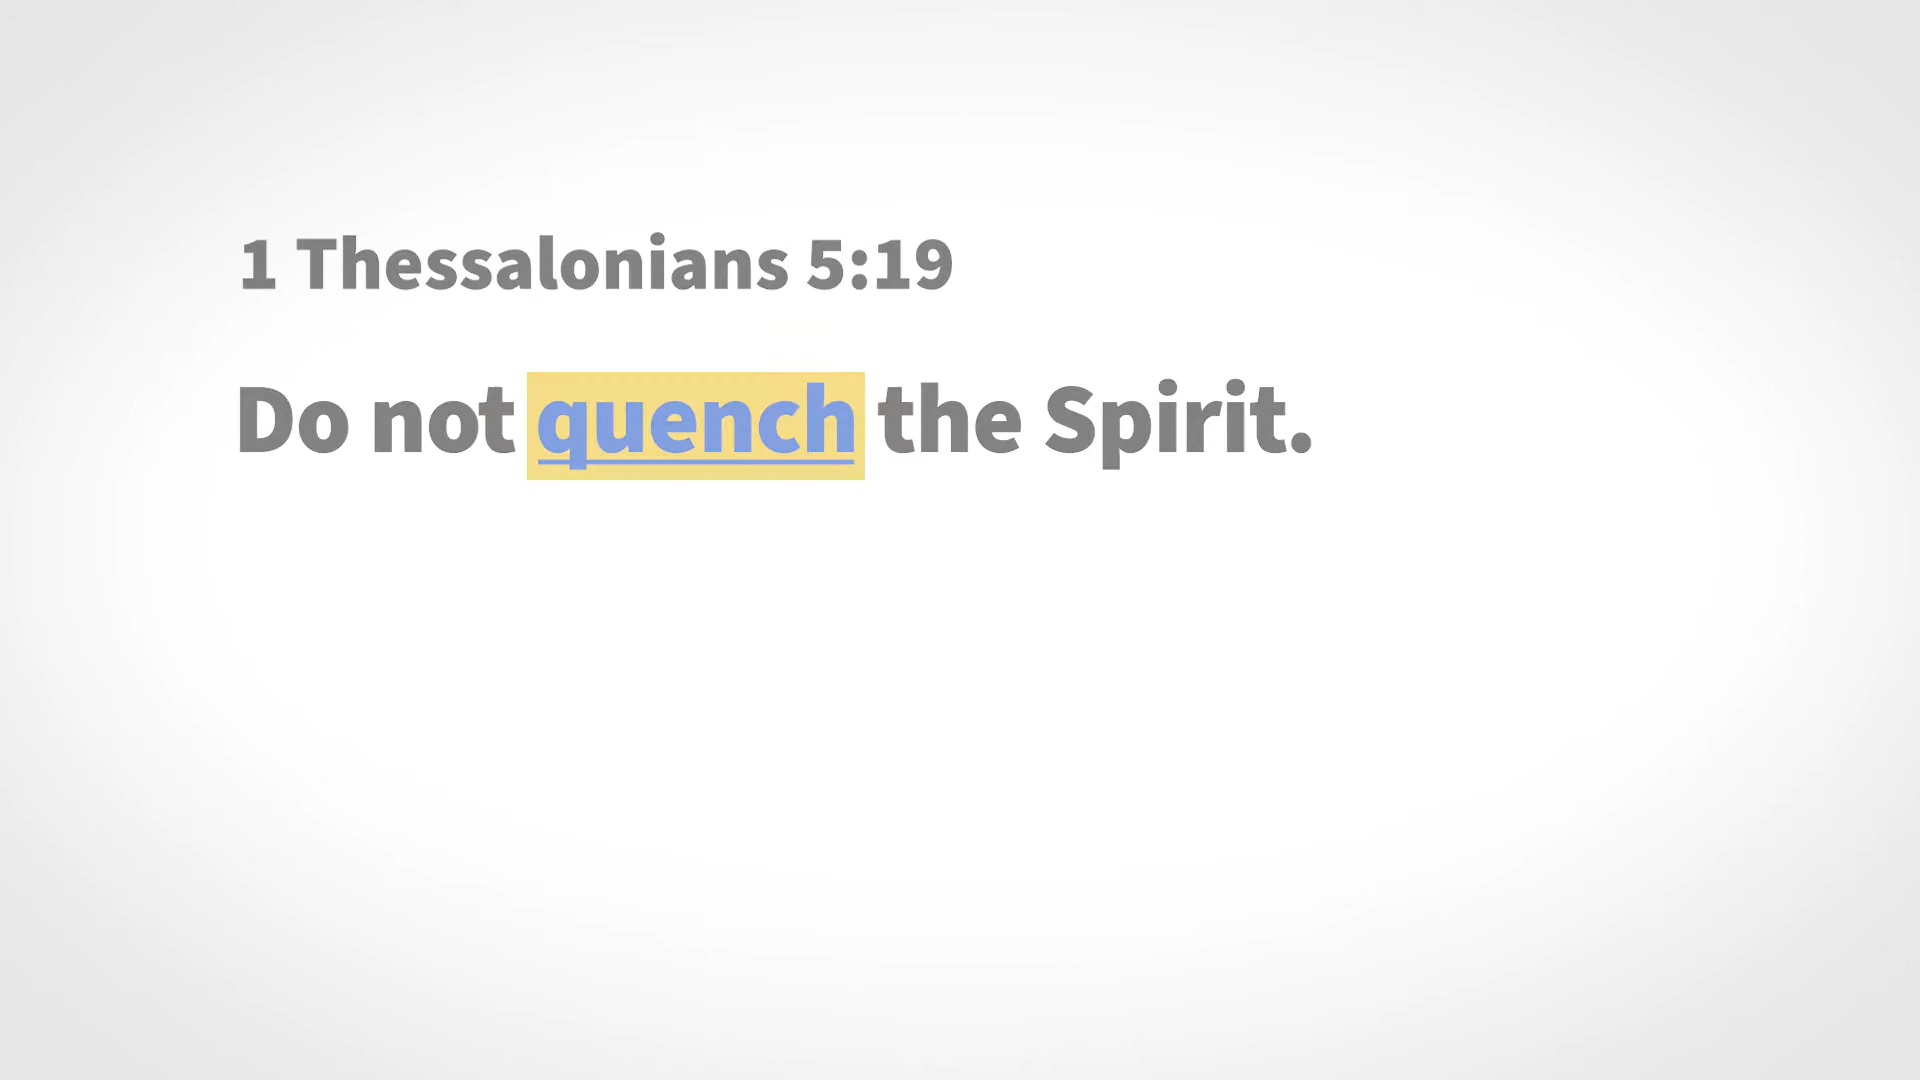 1 Thessalonians 5:19
Do not quench the Spirit.